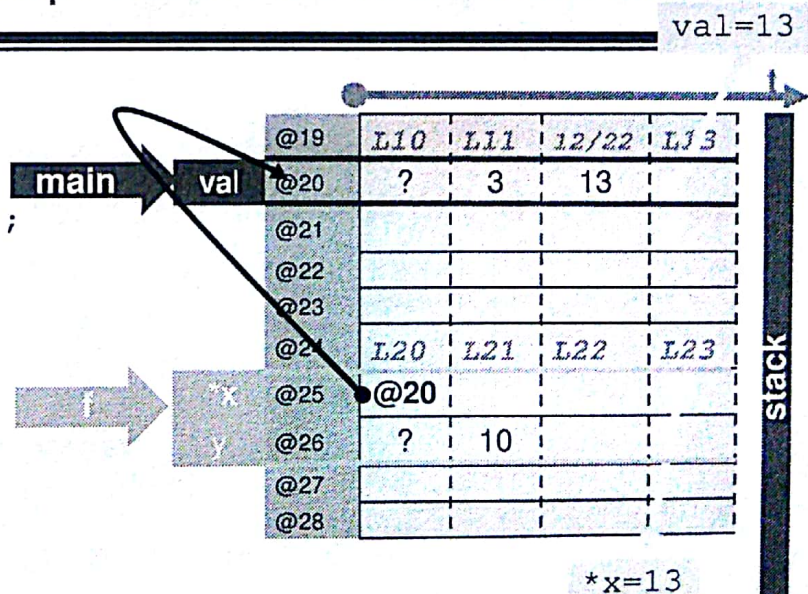 val=13
@19 L10 L11 12/22 L13
main val @20 ? 3 13
;
@21
@22
@23
@24 L20 L21 L22 L23
f *x @25 @20
y @26 ? 10
@27
@28
stack
*x=13